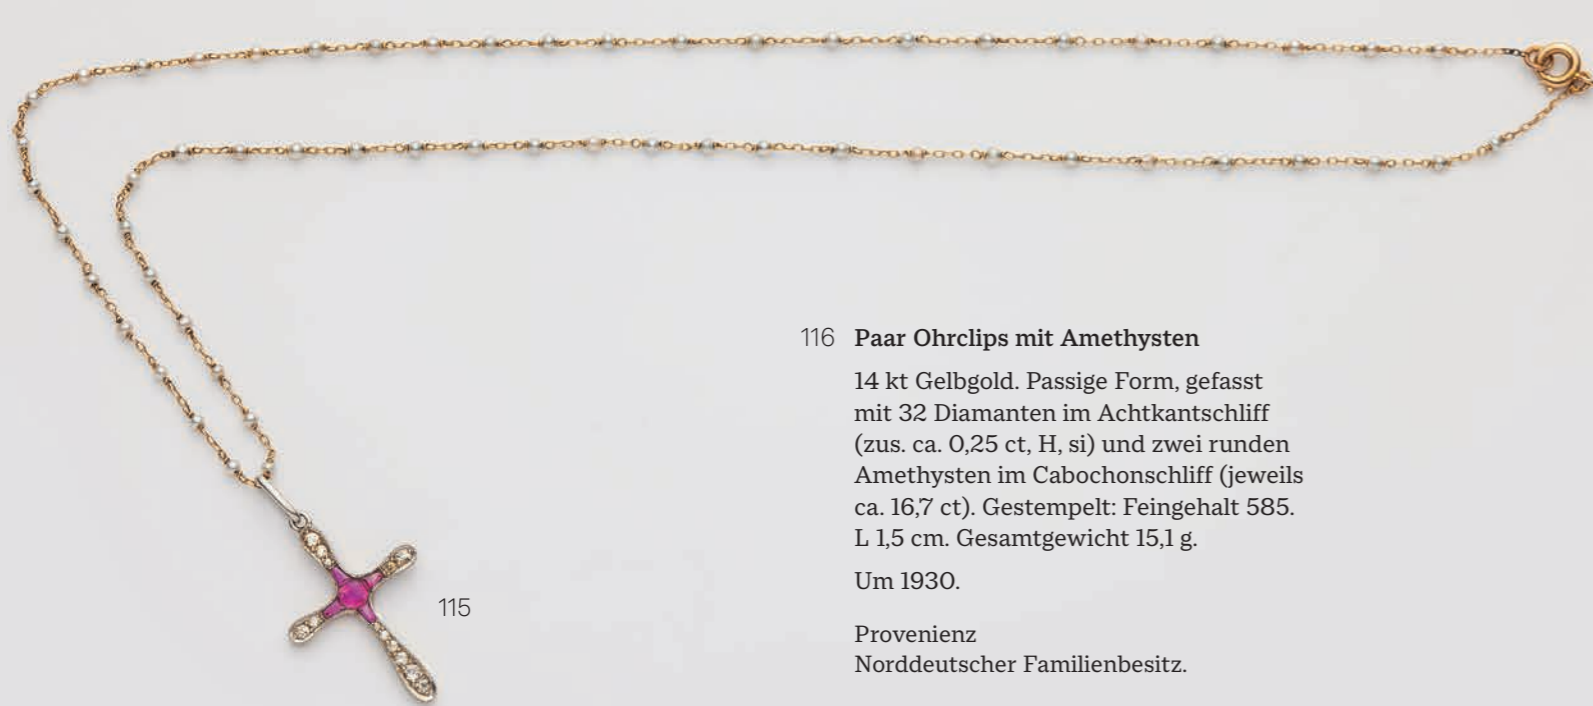 116 Paar Ohrclips mit Amethysten
14 kt Gelbgold. Passige Form, gefasst
mit 32 Diamanten im Achtkantschliff
(zus. ca. 0,25 ct, H, si) und zwei runden
Amethysten im Cabochonschliff (jeweils
ca. 16,7 ct). Gestempelt: Feingehalt 585.
L 1,5 cm. Gesamtgewicht 15,1 g.
Um 1930.
Provenienz
Norddeutscher Familienbesitz.
115